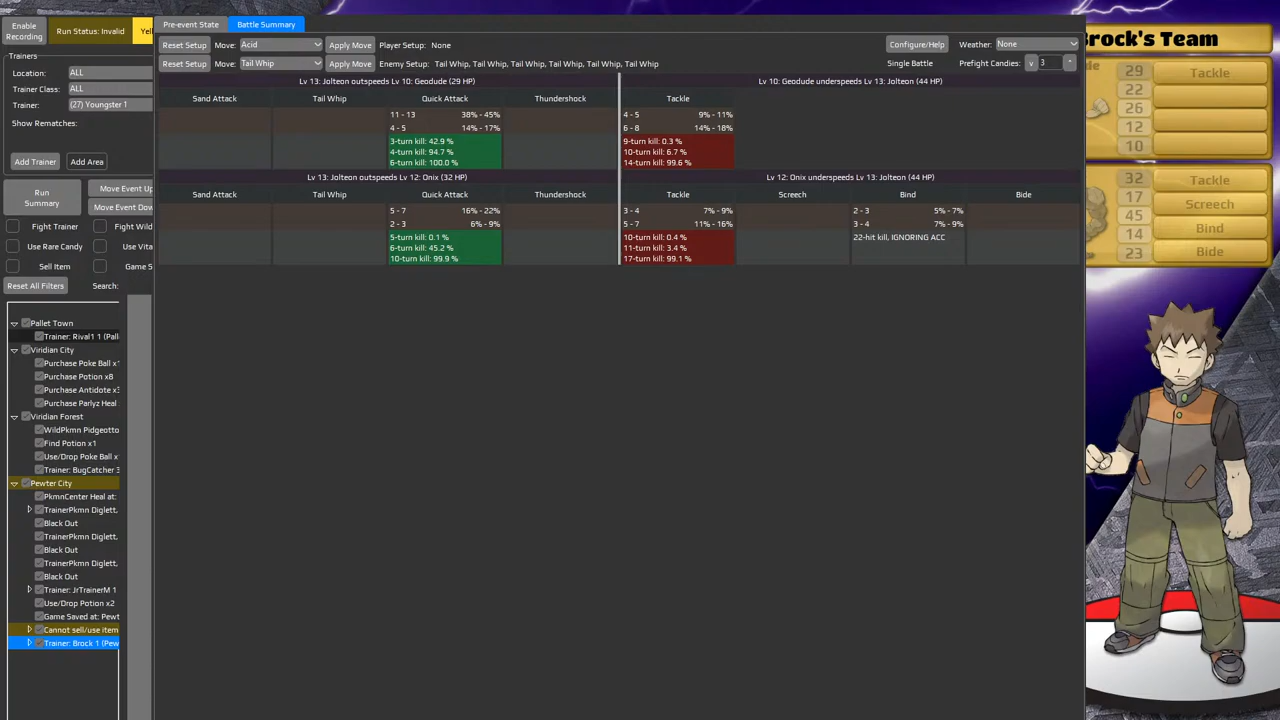 Enable
Recording
Run Status: Invalid
Yel
Trainers
Location:
ALL
Trainer Class:
ALL
Trainer:
(27) Youngster 1
Show Rematches:
Add Trainer
Add Area
Run
Summary
Move Event Up
Move Event Dow
Fight Trainer
Fight Wild
Use Rare Candy
Use Vita
Sell Item
Game S
Reset All Filters
Search:
Pallet Town
Trainer: Rival1 1 (Pall
Viridian City
Purchase Poke Ball x1
Purchase Potion x8
Purchase Antidote x3
Purchase Parlyz Heal
Viridian Forest
WildPkmn Pidgeotto
Find Potion x1
Use/Drop Poke Ball x
Trainer: BugCatcher 3
Pewter City
PkmnCenter Heal at:
TrainerPkmn Diglett,
Black Out
TrainerPkmn Diglett,
Black Out
TrainerPkmn Diglett,
Black Out
Trainer: JrTrainerM 1
Use/Drop Potion x2
Game Saved at: Pewt
Cannot sell/use item
Trainer: Brock 1 (Pew
Pre-event State
Battle Summary
Reset Setup
Move:
Acid
Apply Move
Player Setup: None
Configure/Help
Weather:
None
Reset Setup
Move:
Tail Whip
Apply Move
Enemy Setup: Tail Whip, Tail Whip, Tail Whip, Tail Whip, Tail Whip, Tail Whip
Single Battle
Prefight Candies:
v
3
^
Lv 13: Jolteon outspeeds Lv 10: Geodude (29 HP)
Lv 10: Geodude underspeeds Lv 13: Jolteon (44 HP)
Sand Attack
Tail Whip
Quick Attack
Thundershock
Tackle
11 - 13 38% - 45%
4 - 5 14% - 17%
3-turn kill: 42.9 %
4-turn kill: 94.7 %
6-turn kill: 100.0 %
4 - 5 9% - 11%
6 - 8 14% - 18%
9-turn kill: 0.3 %
10-turn kill: 6.7 %
14-turn kill: 99.6 %
Lv 13: Jolteon outspeeds Lv 12: Onix (32 HP)
Lv 12: Onix underspeeds Lv 13: Jolteon (44 HP)
Sand Attack
Tail Whip
Quick Attack
Thundershock
Tackle
Screech
Bind
Bide
5 - 7 16% - 22%
2 - 3 6% - 9%
5-turn kill: 0.1 %
6-turn kill: 45.2 %
10-turn kill: 99.9 %
3 - 4 7% - 9%
5 - 7 11% - 16%
10-turn kill: 0.4 %
11-turn kill: 3.4 %
17-turn kill: 99.1 %
2 - 3 5% - 7%
3 - 4 7% - 9%
22-hit kill, IGNORING ACC
Brock's Team
de
29
22
26
12
10
Tackle
32
17
45
14
23
Tackle
Screech
Bind
Bide